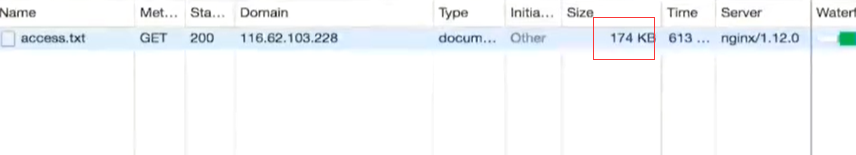 Name Met... Sta... Domain Type Initia... Size Time Server Waterf
access.txt GET 200 116.62.103.228 docum... Other 174 KB 613 ... nginx/1.12.0